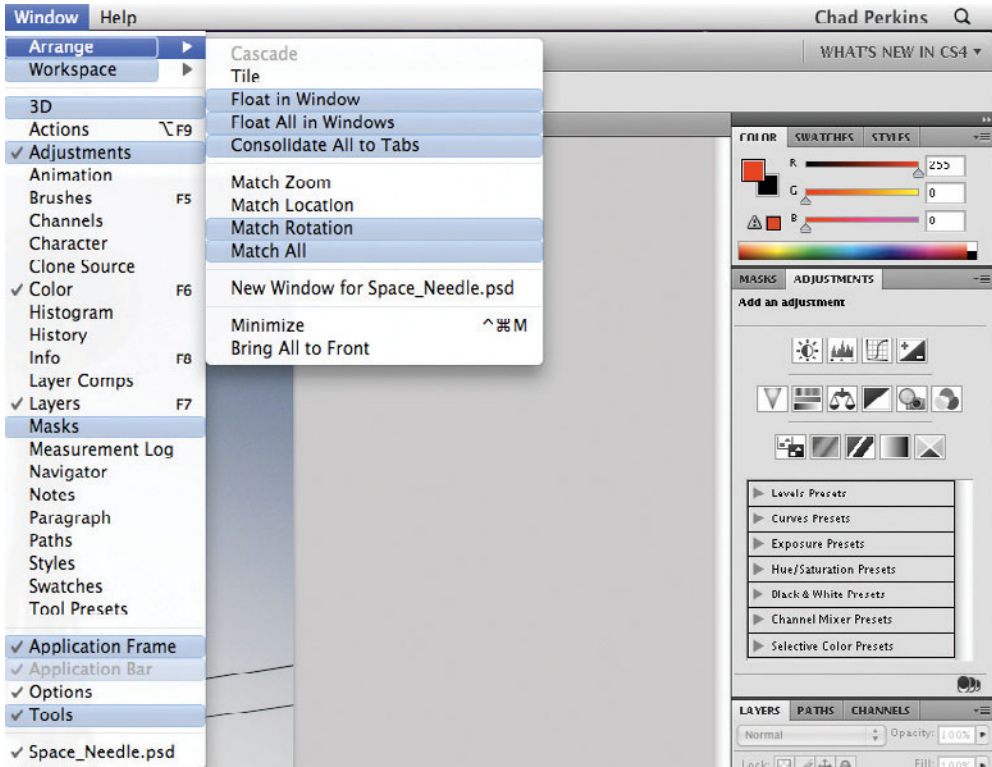 Window Help
Chad Perkins
Arrange
Workspace
3D
Actions ⌥F9
✓ Adjustments
Animation
Brushes F5
Channels
Character
Clone Source
✓ Color F6
Histogram
History
Info F8
Layer Comps
✓ Layers F7
Masks
Measurement Log
Navigator
Notes
Paragraph
Paths
Styles
Swatches
Tool Presets
✓ Application Frame
✓ Application Bar
✓ Options
✓ Tools
✓ Space_Needle.psd
Cascade
Tile
Float in Window
Float All in Windows
Consolidate All to Tabs
Match Zoom
Match Location
Match Rotation
Match All
New Window for Space_Needle.psd
Minimize ^⌘M
Bring All to Front
WHAT'S NEW IN CS4
COLOR SWATCHES STYLES
R 255
G 0
B 0
MASKS ADJUSTMENTS
Add an adjustment
Levels Presets
Curves Presets
Exposure Presets
Hue/Saturation Presets
Black & White Presets
Channel Mixer Presets
Selective Color Presets
LAYERS PATHS CHANNELS
Normal Opacity: 100%
Lock: Fill: 100%